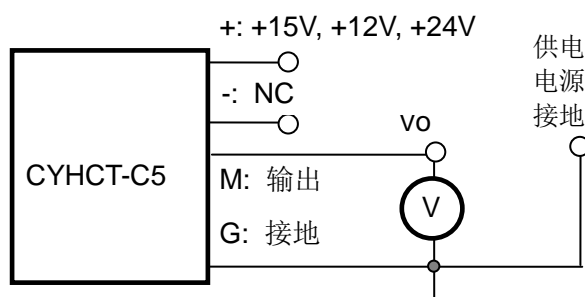 +: +15V, +12V, +24V
-: NC
vo
CYHCT-C5
M: 输出
V
G: 接地
供电
电源
接地